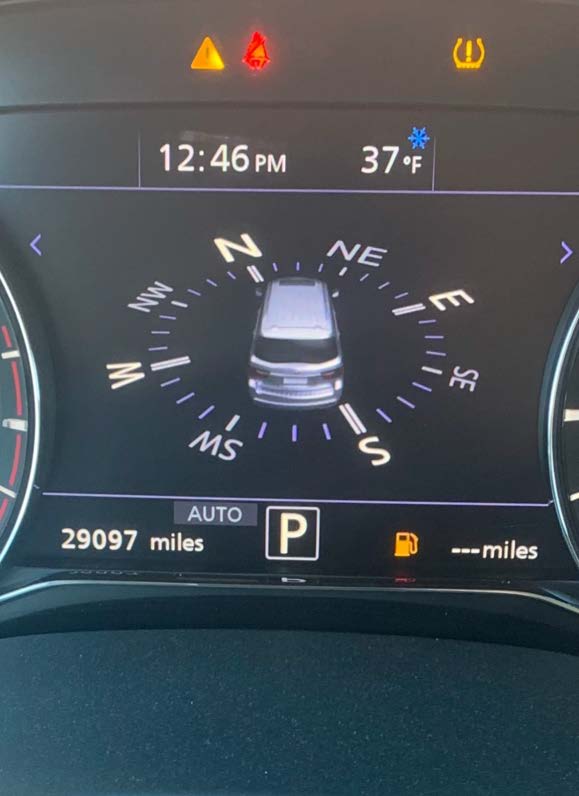 12:46 PM 37°F
N NE
NW E
W SE
SW S
AUTO
29097 miles P ---miles